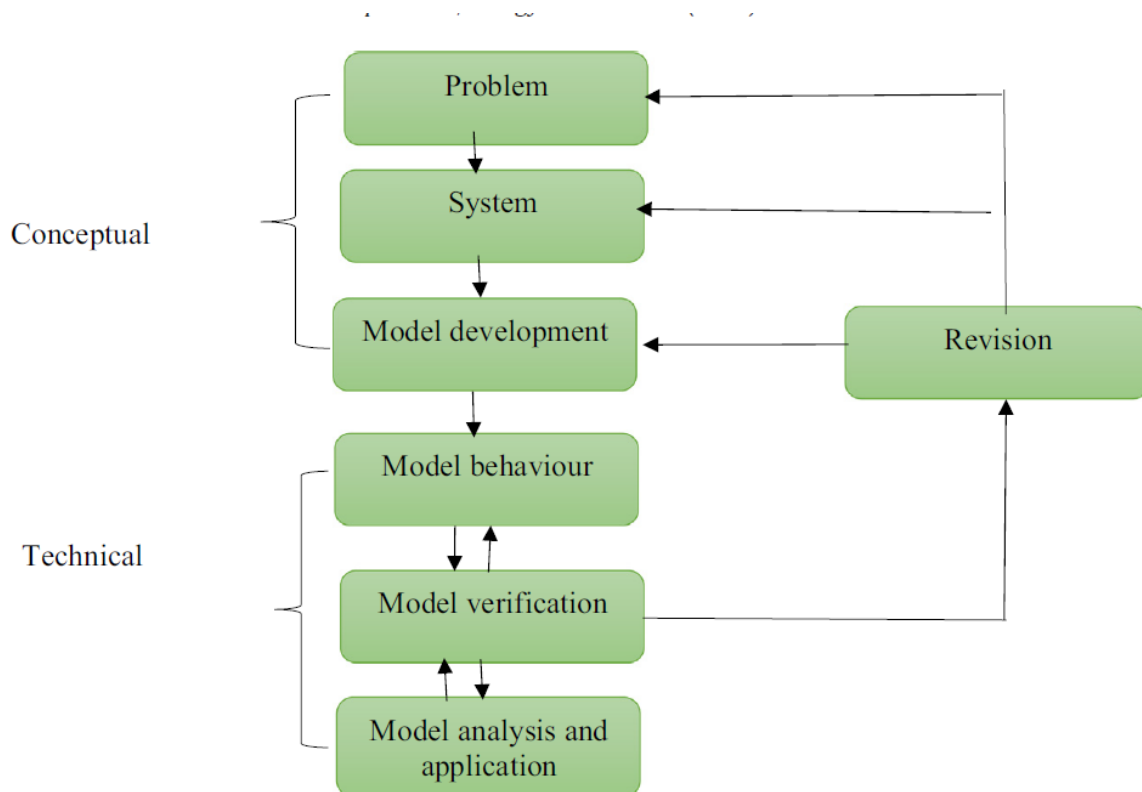 Problem
System
Conceptual
Model development
Revision
Model behaviour
Technical
Model verification
Model analysis and
application